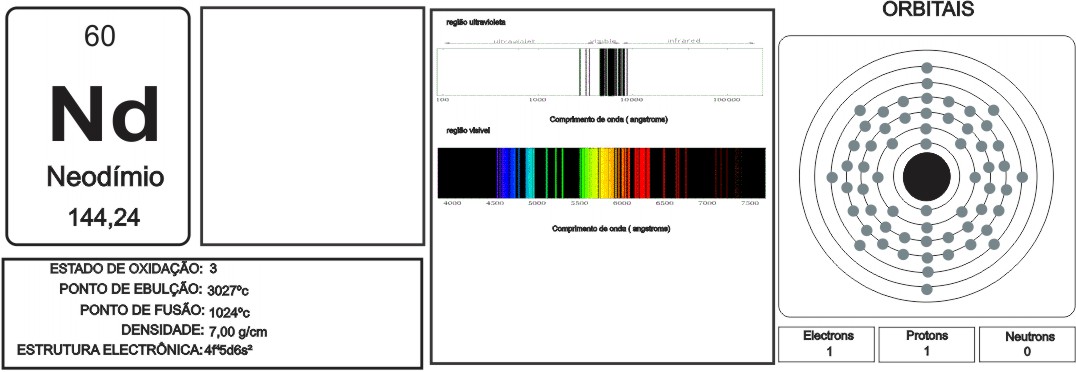 60
Nd
Neodímio
144,24
ESTADO DE OXIDAÇÃO: 3
PONTO DE EBULÇÃO: 3027ºc
PONTO DE FUSÃO: 1024ºc
DENSIDADE: 7,00 g/cm
ESTRUTURA ELECTRÔNICA:4f⁴5d6s²
região ultravioleta
ultraviolet visible infrared
100 1000 10000 100000
Comprimento de onda ( angstroms)
região visivel
4000 4500 5000 5500 6000 6500 7000 7500
Comprimento de onda ( angstroms)
ORBITAIS
Electrons Protons Neutrons
1 1 0